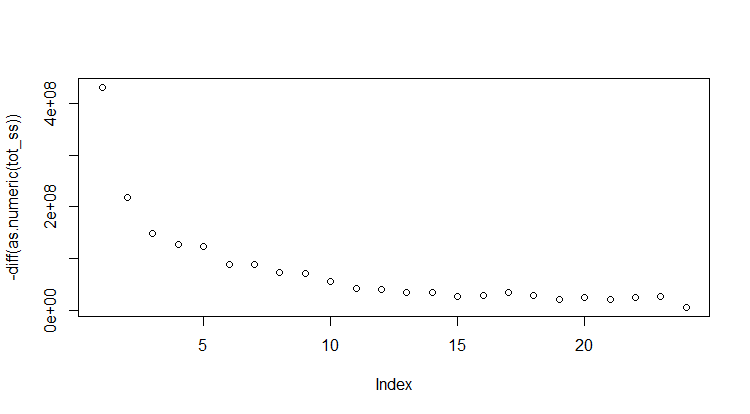 -diff(as.numeric(tot_ss))
4e+08
2e+08
0e+00
5 10 15 20
Index